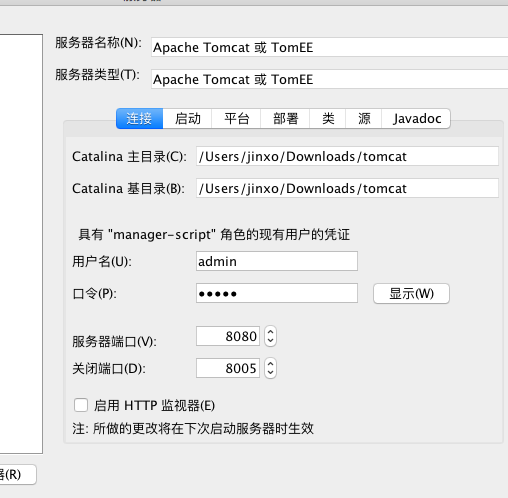 服务器名称(N): Apache Tomcat 或 TomEE
服务器类型(T): Apache Tomcat 或 TomEE
连接 启动 平台 部署 类 源 Javadoc
Catalina 主目录(C): /Users/jinxo/Downloads/tomcat
Catalina 基目录(B): /Users/jinxo/Downloads/tomcat
具有 "manager-script" 角色的现有用户的凭证
用户名(U): admin
口令(P): ●●●●● 显示(W)
服务器端口(V): 8080
关闭端口(D): 8005
启用 HTTP 监视器(E)
注: 所做的更改将在下次启动服务器时生效
器(R)